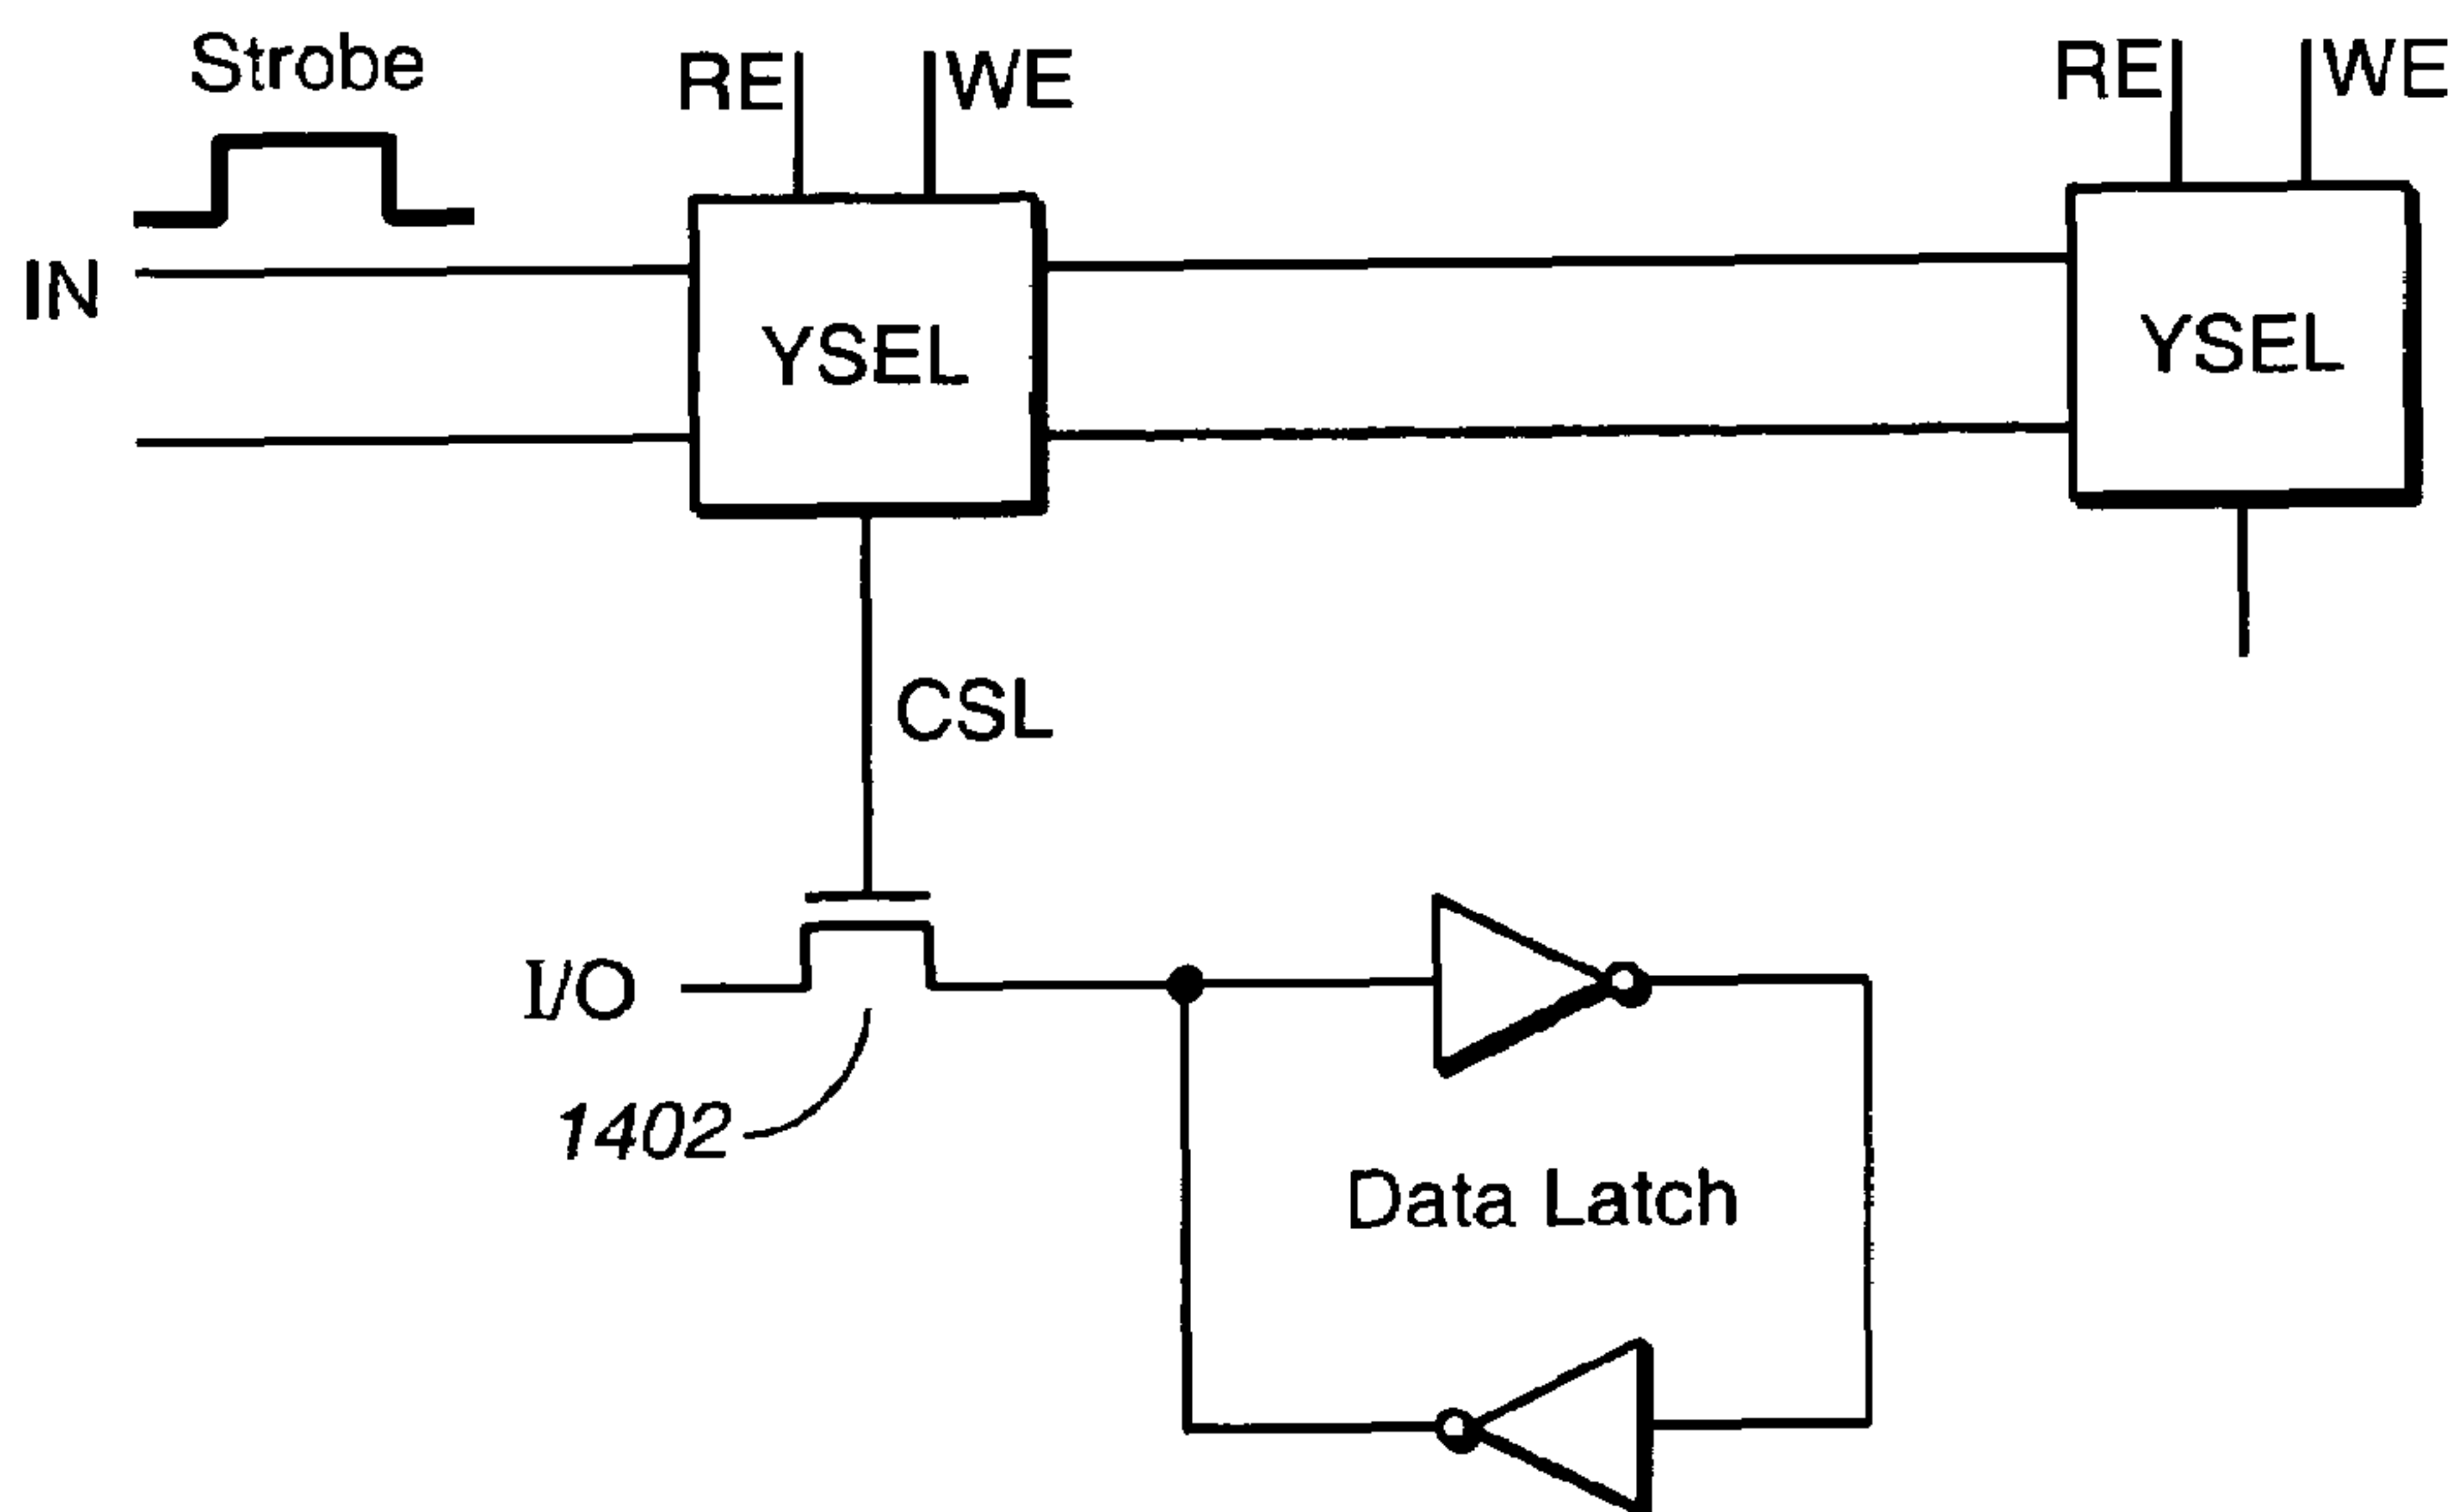 Strobe
RE WE
RE WE
IN
YSEL
YSEL
CSL
I/O
1402
Data Latch